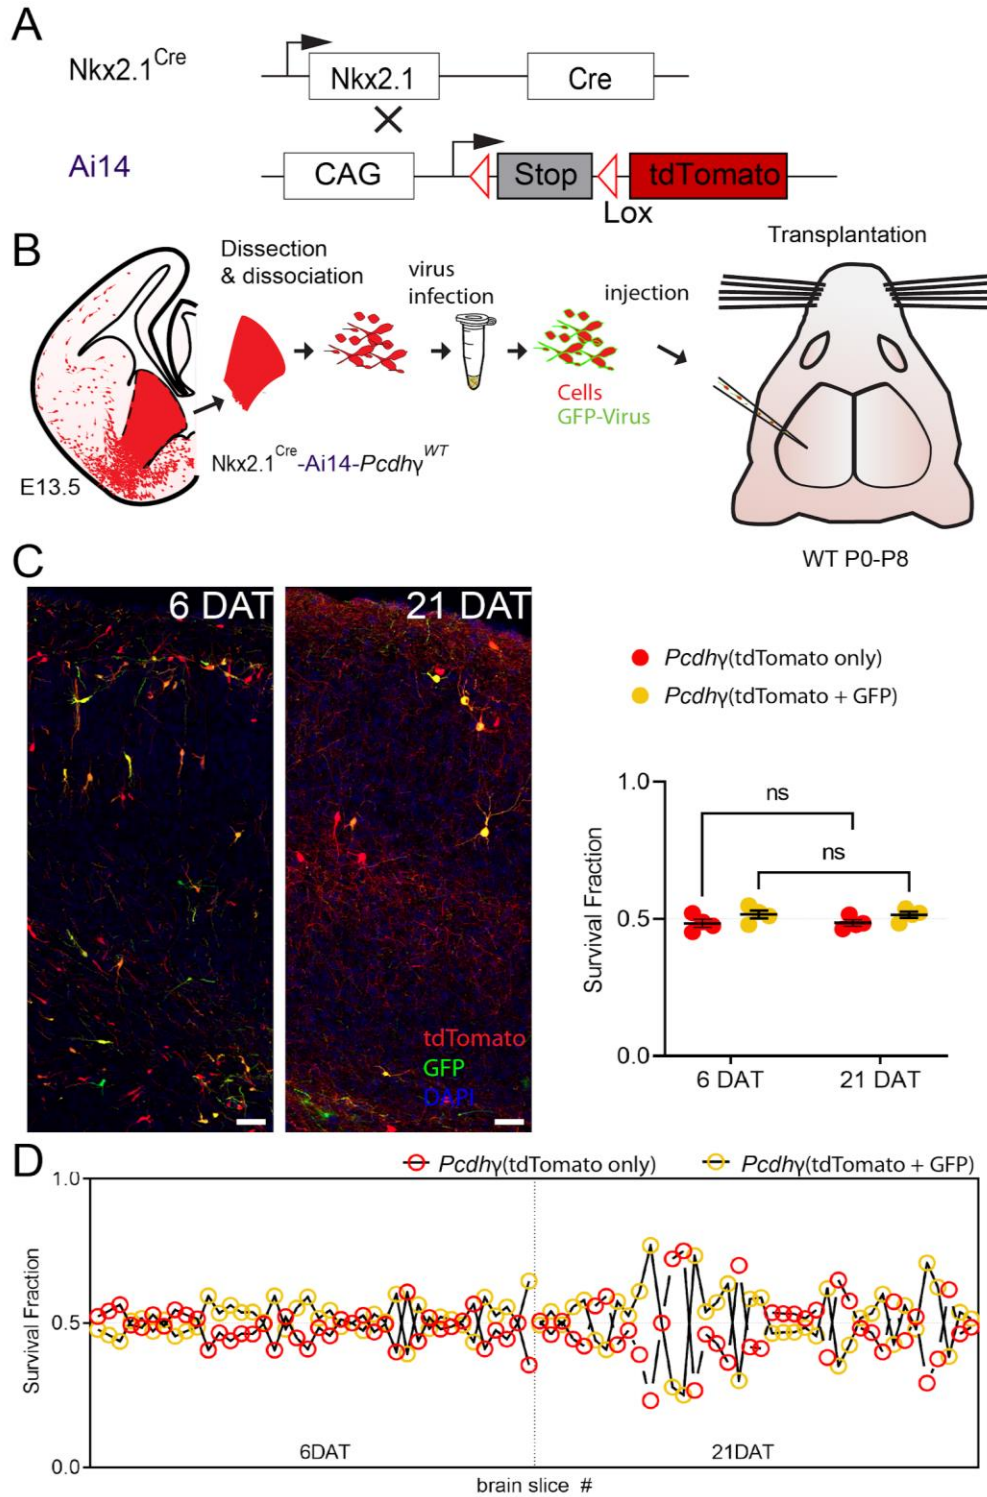 A
Nkx2.1Cre
Nkx2.1
Cre
Ai14
CAG
Stop
tdTomato
Lox
B
Dissection
& dissociation
virus
infection
injection
Transplantation
Cells
GFP-Virus
Nkx2.1Cre-Ai14-PcdhγWT
E13.5
WT P0-P8
C
6 DAT
21 DAT
tdTomato
GFP
DAPI
Pcdhγ(tdTomato only)
Pcdhγ(tdTomato + GFP)
1.0
ns
ns
0.5
0.0
Survival Fraction
6 DAT
21 DAT
D
Pcdhγ(tdTomato only)
Pcdhγ(tdTomato + GFP)
1.0
0.5
0.0
Survival Fraction
6DAT
21DAT
brain slice #